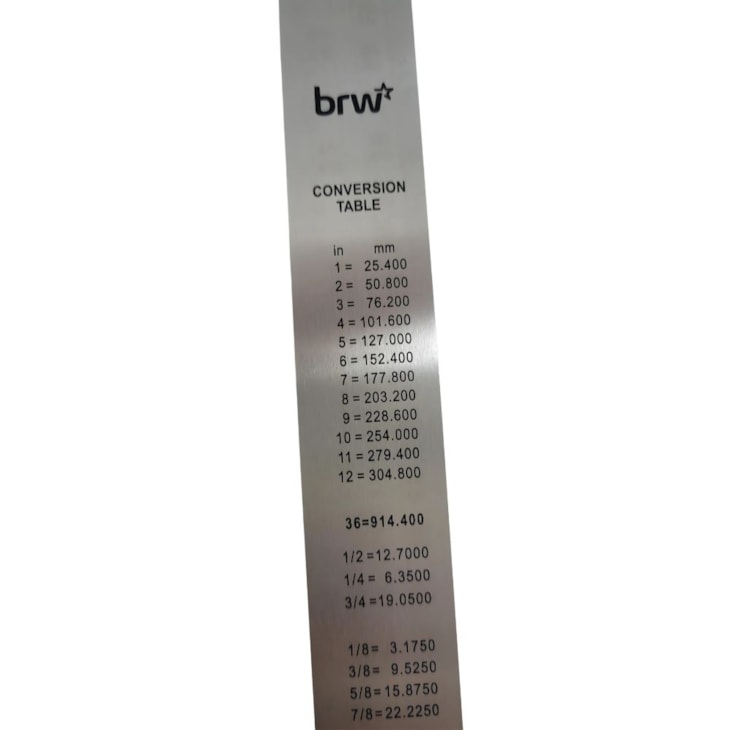 brw
CONVERSION
TABLE
in mm
1 = 25.400
2 = 50.800
3 = 76.200
4 = 101.600
5 = 127.000
6 = 152.400
7 = 177.800
8 = 203.200
9 = 228.600
10 = 254.000
11 = 279.400
12 = 304.800
36=914.400
1/2 =12.7000
1/4 = 6.3500
3/4 =19.0500
1/8= 3.1750
3/8= 9.5250
5/8=15.8750
7/8=22.2250